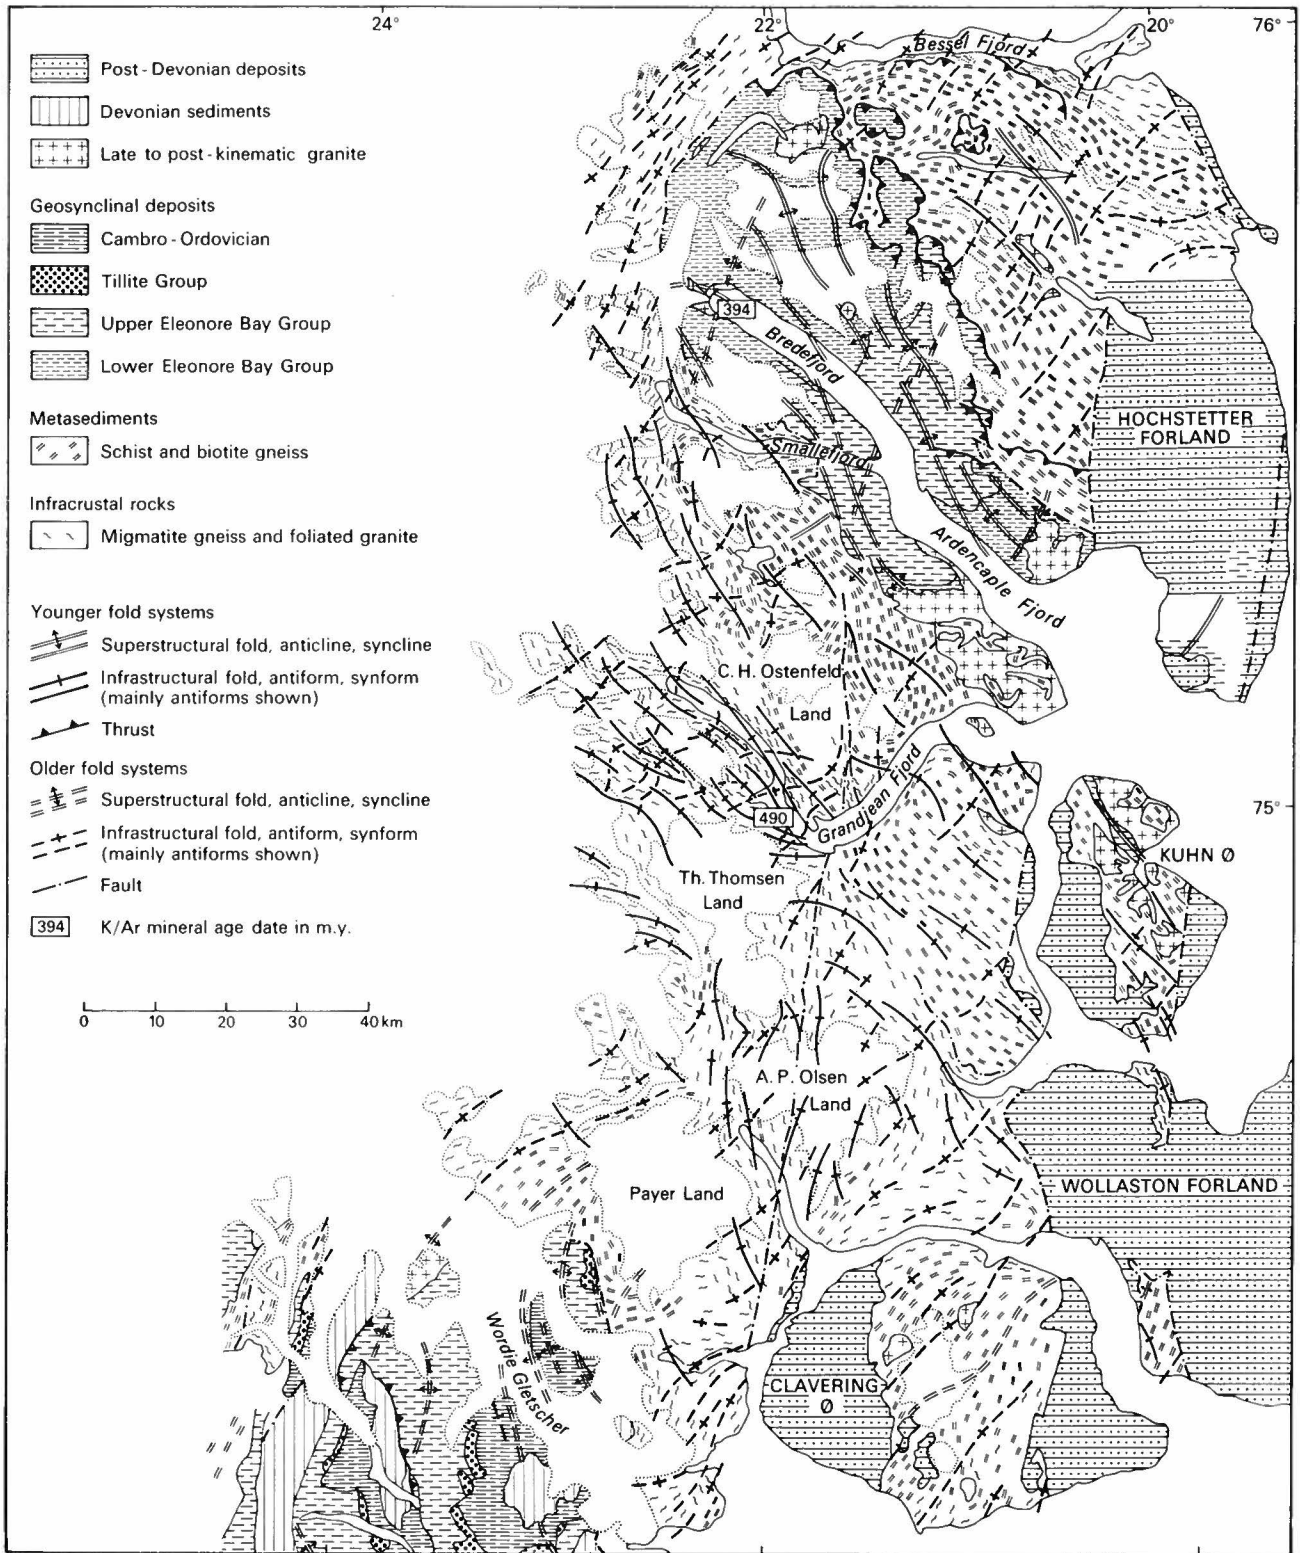 24°
22°
20°
76°
Post-Devonian deposits
Devonian sediments
Late to post-kinematic granite
Geosynclinal deposits
Cambro-Ordovician
Tillite Group
Upper Eleonore Bay Group
Lower Eleonore Bay Group
Metasediments
Schist and biotite gneiss
Infracrustal rocks
Migmatite gneiss and foliated granite
Younger fold systems
Superstructural fold, anticline, syncline
Infrastructural fold, antiform, synform
(mainly antiforms shown)
Thrust
Older fold systems
Superstructural fold, anticline, syncline
Infrastructural fold, antiform, synform
(mainly antiforms shown)
Fault
394 K/Ar mineral age date in m.y.
0 10 20 30 40 km
Bessel Fjord
394
Bredefjord
HOCHSTETTER
FORLAND
Smallefjord
Ardencaple Fjord
C. H. Ostenfeld
Land
Grandjean Fjord
490
75°
KUHN Ø
Th. Thomsen
Land
A. P. Olsen
Land
Payer Land
WOLLASTON FORLAND
Wordie Gletscher
CLAVERING
Ø